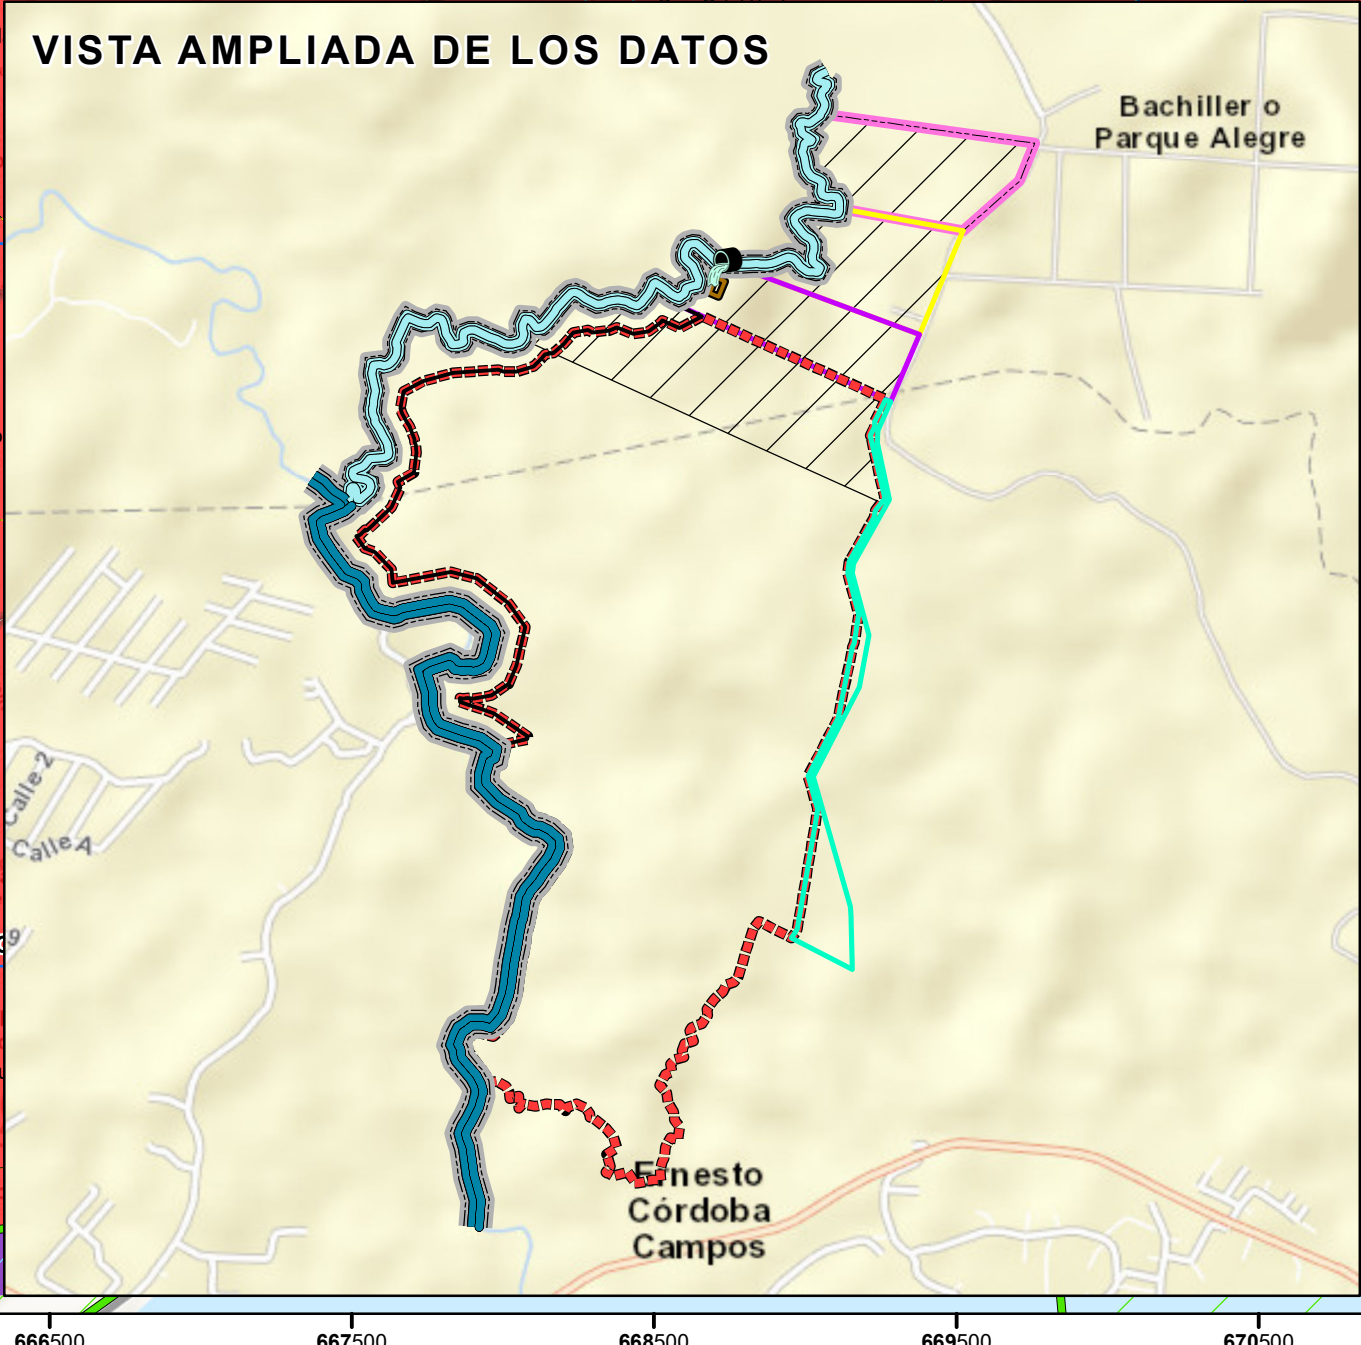 VISTA AMPLIADA DE LOS DATOS
Bachiller o
Parque Alegre
Calle 2
Calle A
9
Ernesto
Córdoba
Campos
666500 667500 668500 669500 670500